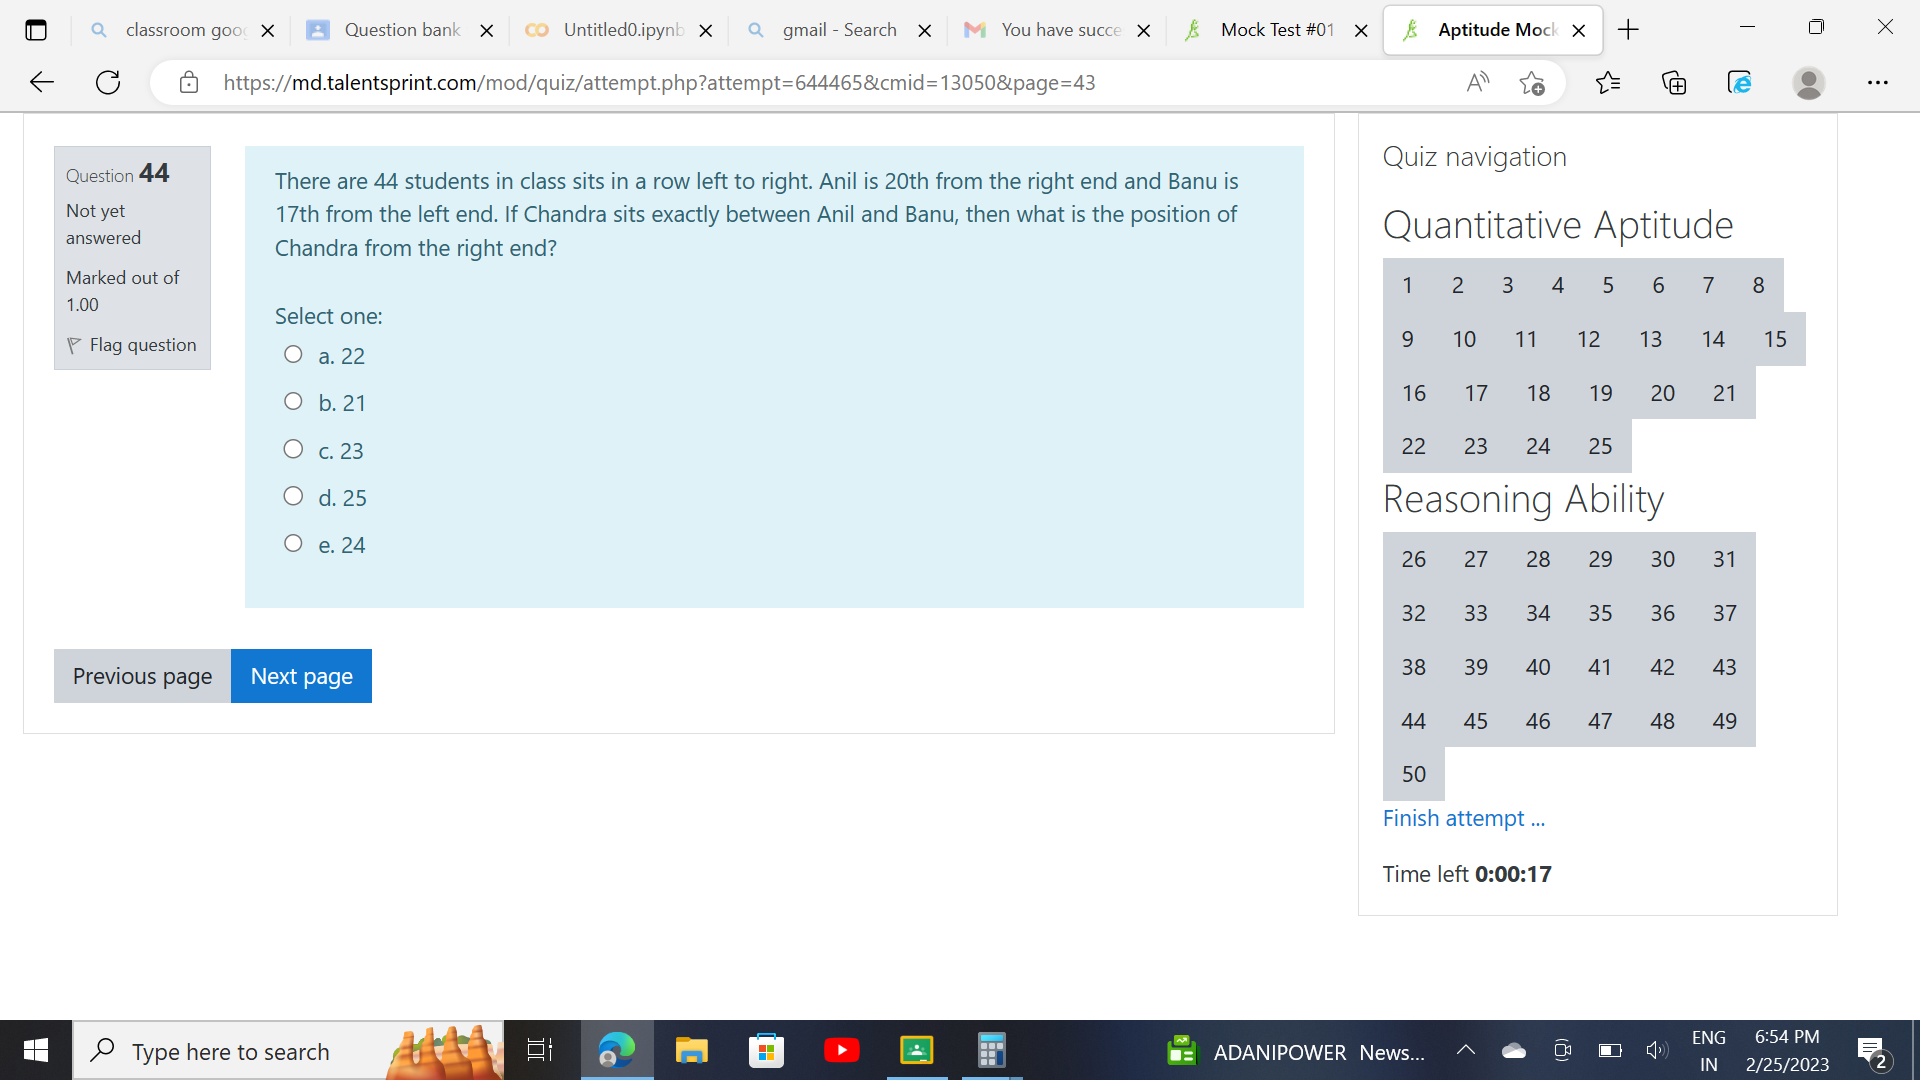 classroom goo
Question bank
Untitled0.ipynb
gmail - Search
You have succe
Mock Test #01
Aptitude Mock
https://md.talentsprint.com/mod/quiz/attempt.php?attempt=644465&cmid=13050&page=43
Question 44
Not yet
answered
Marked out of
1.00
Flag question
There are 44 students in class sits in a row left to right. Anil is 20th from the right end and Banu is
17th from the left end. If Chandra sits exactly between Anil and Banu, then what is the position of
Chandra from the right end?
Select one:
a. 22
b. 21
c. 23
d. 25
e. 24
Previous page
Next page
Quiz navigation
Quantitative Aptitude
1 2 3 4 5 6 7 8
9 10 11 12 13 14 15
16 17 18 19 20 21
22 23 24 25
Reasoning Ability
26 27 28 29 30 31
32 33 34 35 36 37
38 39 40 41 42 43
44 45 46 47 48 49
50
Finish attempt ...
Time left 0:00:17
Type here to search
ADANIPOWER News...
ENG
IN
6:54 PM
2/25/2023
2